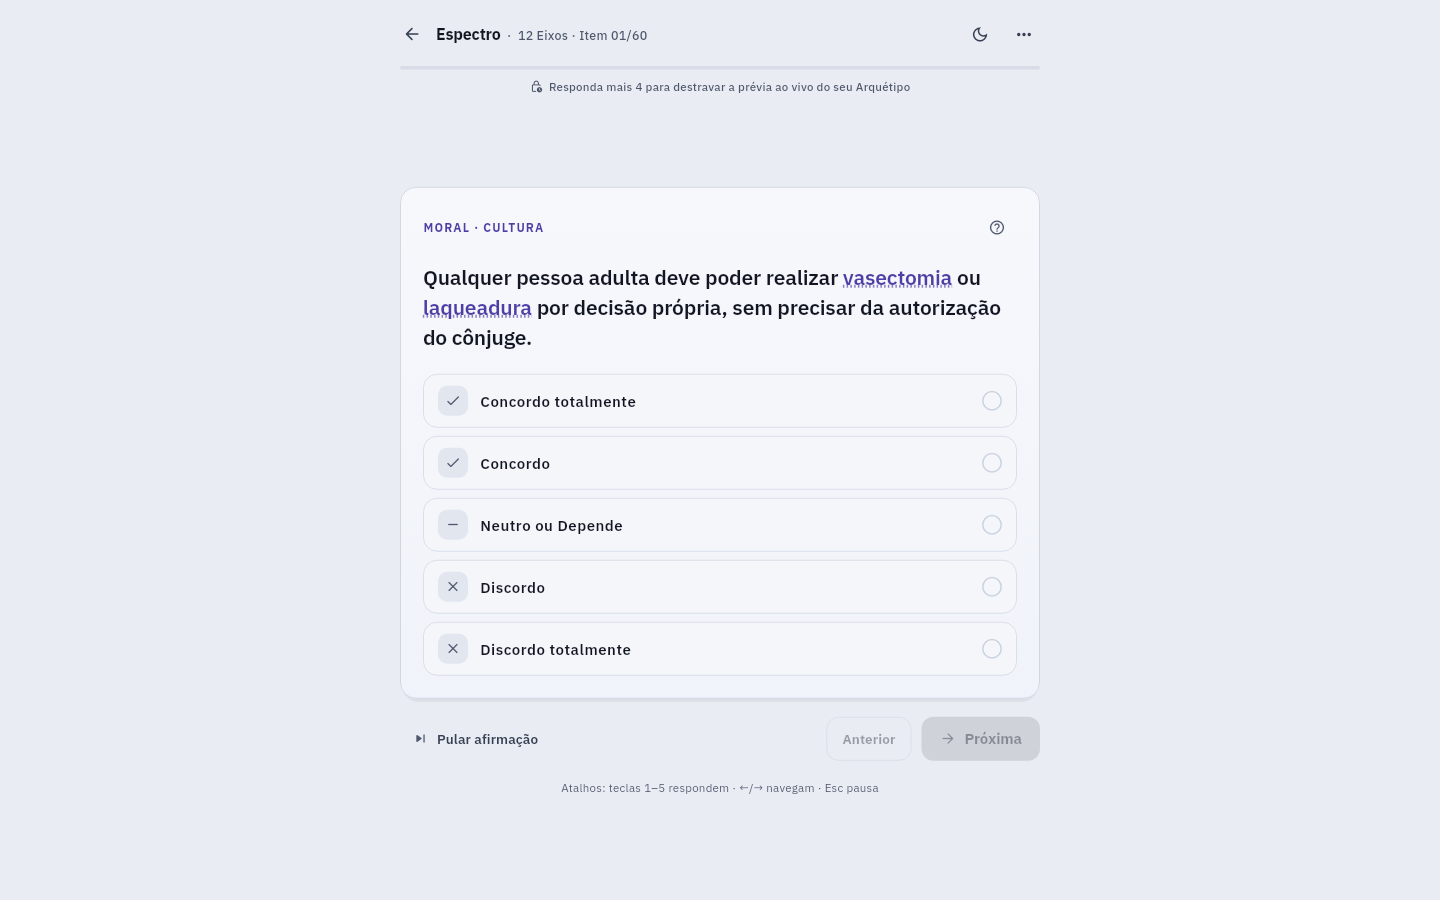 Espectro · 12 Eixos · Item 01/60
Responda mais 4 para destravar a prévia ao vivo do seu Arquétipo
MORAL · CULTURA
Qualquer pessoa adulta deve poder realizar vasectomia ou
laqueadura por decisão própria, sem precisar da autorização
do cônjuge.
Concordo totalmente
Concordo
Neutro ou Depende
Discordo
Discordo totalmente
Pular afirmação
Anterior
Próxima
Atalhos: teclas 1–5 respondem · ←/→ navegam · Esc pausa